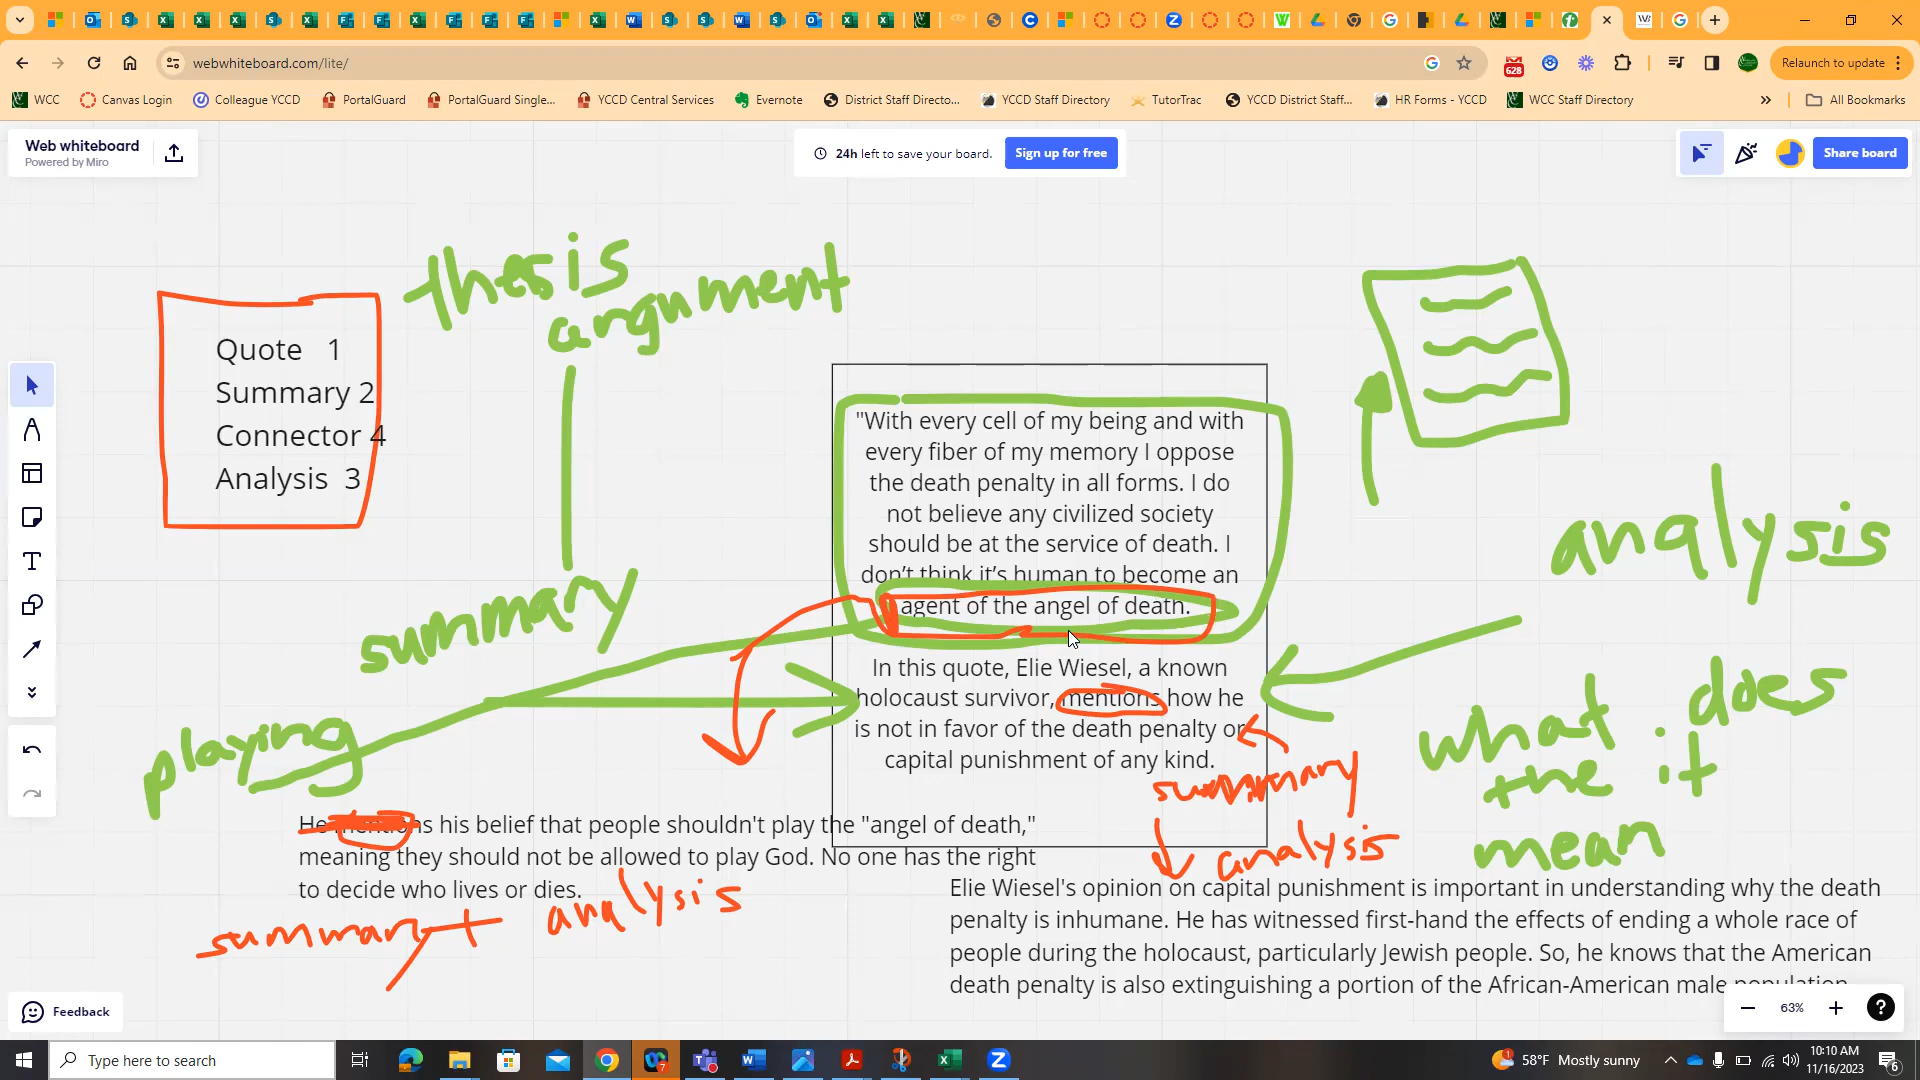 webwhiteboard.com/lite/
628
Relaunch to update
WCC
Canvas Login
Colleague YCCD
PortalGuard
PortalGuard Single...
YCCD Central Services
Evernote
District Staff Directo...
YCCD Staff Directory
TutorTrac
YCCD District Staff...
HR Forms - YCCD
WCC Staff Directory
All Bookmarks
Web whiteboard
Powered by Miro
24h left to save your board.
Sign up for free
Share board
thesis
argument
Quote 1
Summary 2
Connector 4
Analysis 3
"With every cell of my being and with
every fiber of my memory I oppose
the death penalty in all forms. I do
not believe any civilized society
should be at the service of death. I
don't think it's human to become an
agent of the angel of death.
In this quote, Elie Wiesel, a known
holocaust survivor, mentions how he
is not in favor of the death penalty or
capital punishment of any kind.
analysis
summary
playing
what does
the it
mean
summary
analysis
He mentions his belief that people shouldn't play the "angel of death,"
meaning they should not be allowed to play God. No one has the right
to decide who lives or dies.
summary + analysis
Elie Wiesel's opinion on capital punishment is important in understanding why the death
penalty is inhumane. He has witnessed first-hand the effects of ending a whole race of
people during the holocaust, particularly Jewish people. So, he knows that the American
death penalty is also extinguishing a portion of the African-American male population.
Feedback
63%
Type here to search
7
58°F Mostly sunny
10:10 AM
11/16/2023
6